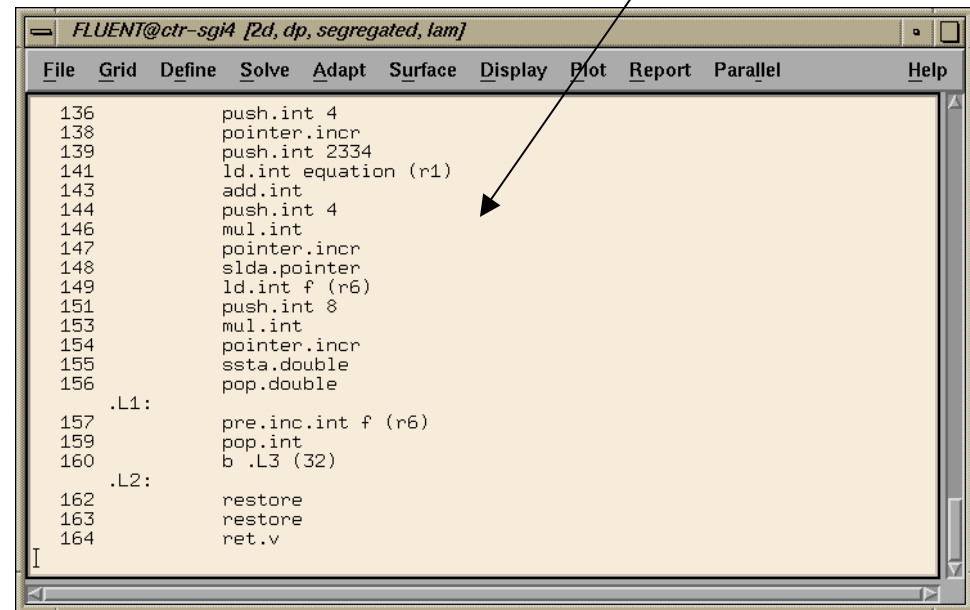 FLUENT@ctr-sgi4 [2d, dp, segregated, lam]
File Grid Define Solve Adapt Surface Display Plot Report Parallel Help
136 push.int 4
138 pointer.incr
139 push.int 2334
141 ld.int equation (r1)
143 add.int
144 push.int 4
146 mul.int
147 pointer.incr
148 slda.pointer
149 ld.int f (r6)
151 push.int 8
153 mul.int
154 pointer.incr
155 ssta.double
156 pop.double
.L1:
157 pre.inc.int f (r6)
159 pop.int
160 b .L3 (32)
.L2:
162 restore
163 restore
164 ret.v